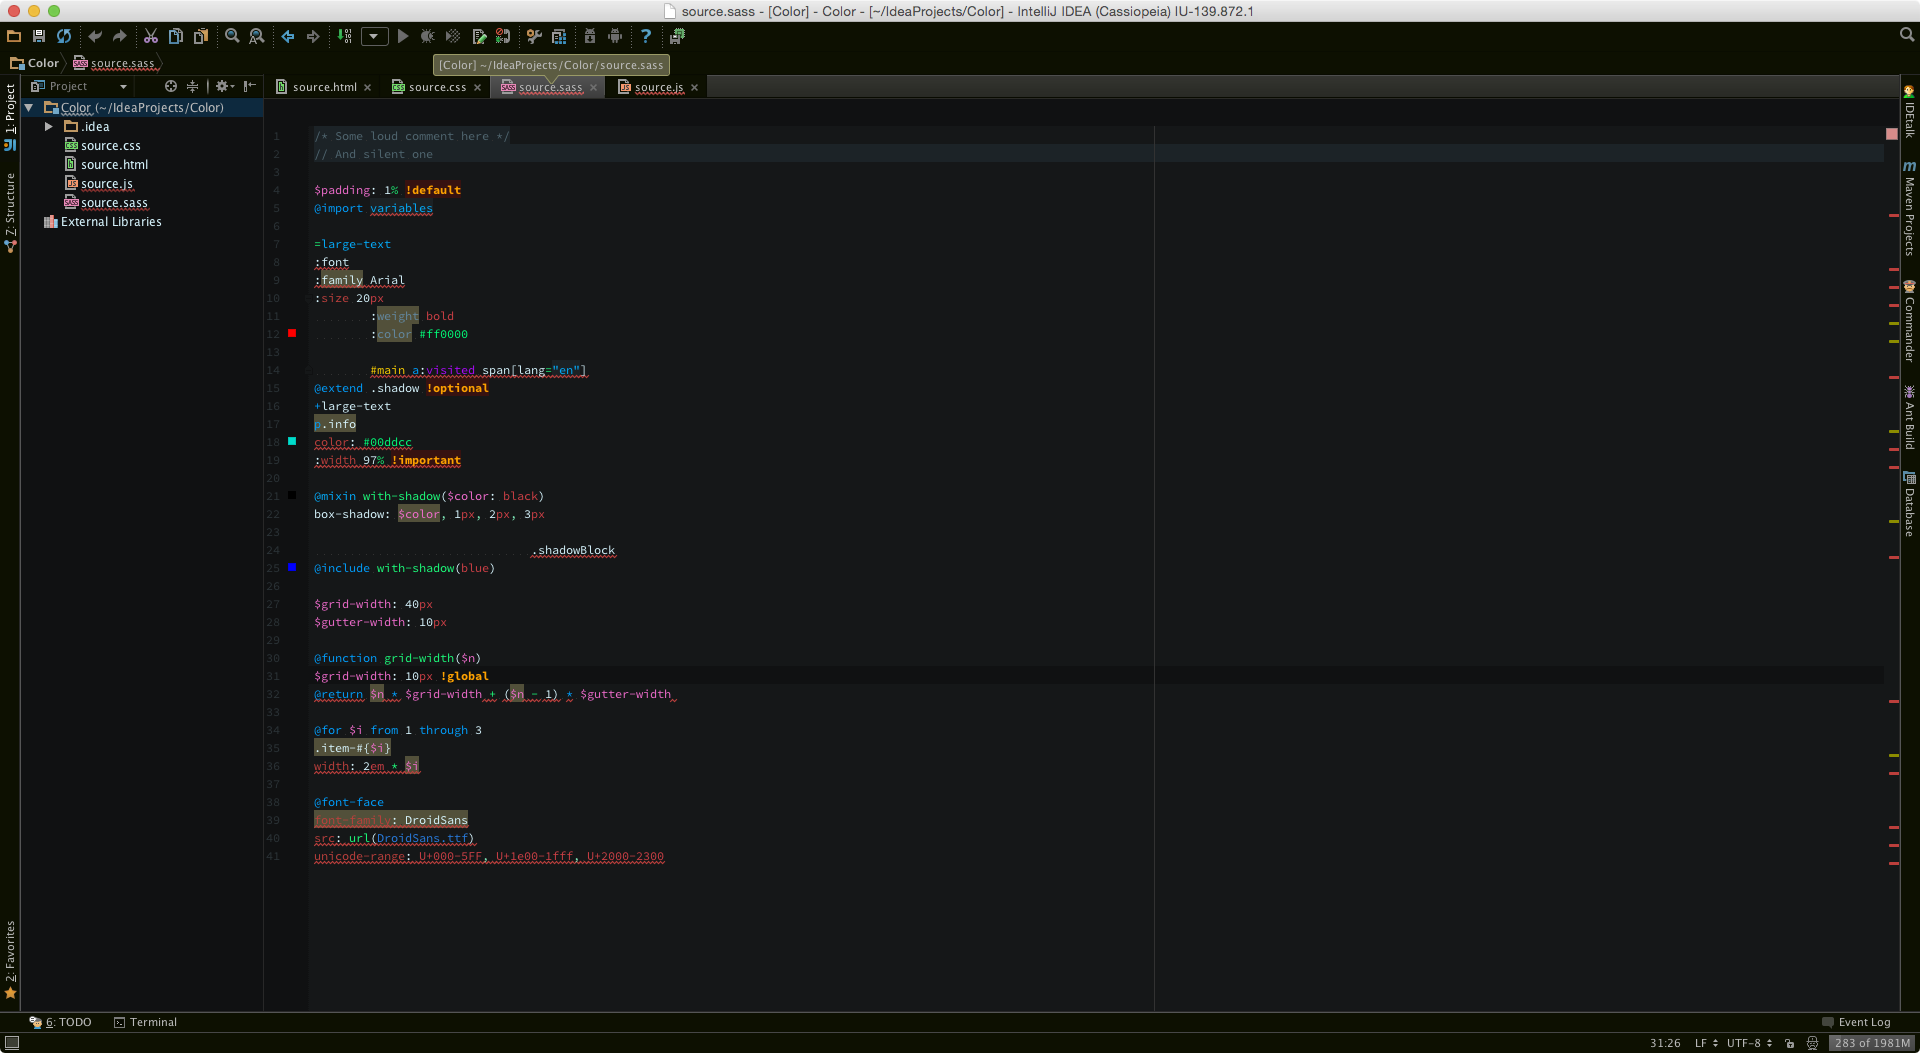 source.sass - [Color] - Color - [~/IdeaProjects/Color] - IntelliJ IDEA (Cassiopeia) IU-139.872.1
Color
source.sass
[Color] ~/IdeaProjects/Color/source.sass
Project
source.html
source.css
source.sass
source.js
1: Project
7: Structure
2: Favorites
Color (~/IdeaProjects/Color)
.idea
source.css
source.html
source.js
source.sass
External Libraries
1 /* Some loud comment here */
2 // And silent one
3
4 $padding: 1% !default
5 @import variables
6
7 =large-text
8 :font
9 :family Arial
10 :size 20px
11 :weight bold
12 :color #ff0000
13
14 #main a:visited span[lang="en"]
15 @extend .shadow !optional
16 +large-text
17 p.info
18 color: #00ddcc
19 :width 97% !important
20
21 @mixin with-shadow($color: black)
22 box-shadow: $color, 1px, 2px, 3px
23
24 .shadowBlock
25 @include with-shadow(blue)
26
27 $grid-width: 40px
28 $gutter-width: 10px
29
30 @function grid-width($n)
31 $grid-width: 10px !global
32 @return $n * $grid-width + ($n - 1) * $gutter-width
33
34 @for $i from 1 through 3
35 .item-#{$i}
36 width: 2em * $i
37
38 @font-face
39 font-family: DroidSans
40 src: url(DroidSans.ttf)
41 unicode-range: U+000-5FF, U+1e00-1fff, U+2000-2300
IDEtalk
Maven Projects
Commander
Ant Build
Database
6: TODO
Terminal
Event Log
31:26 LF UTF-8 283 of 1981M